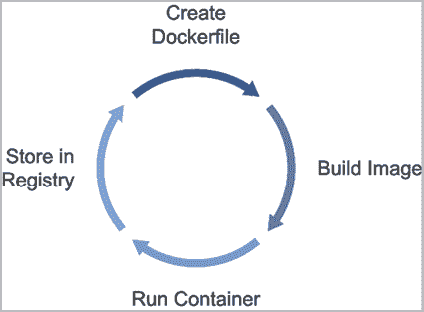 Create
Dockerfile
Build Image
Run Container
Store in
Registry